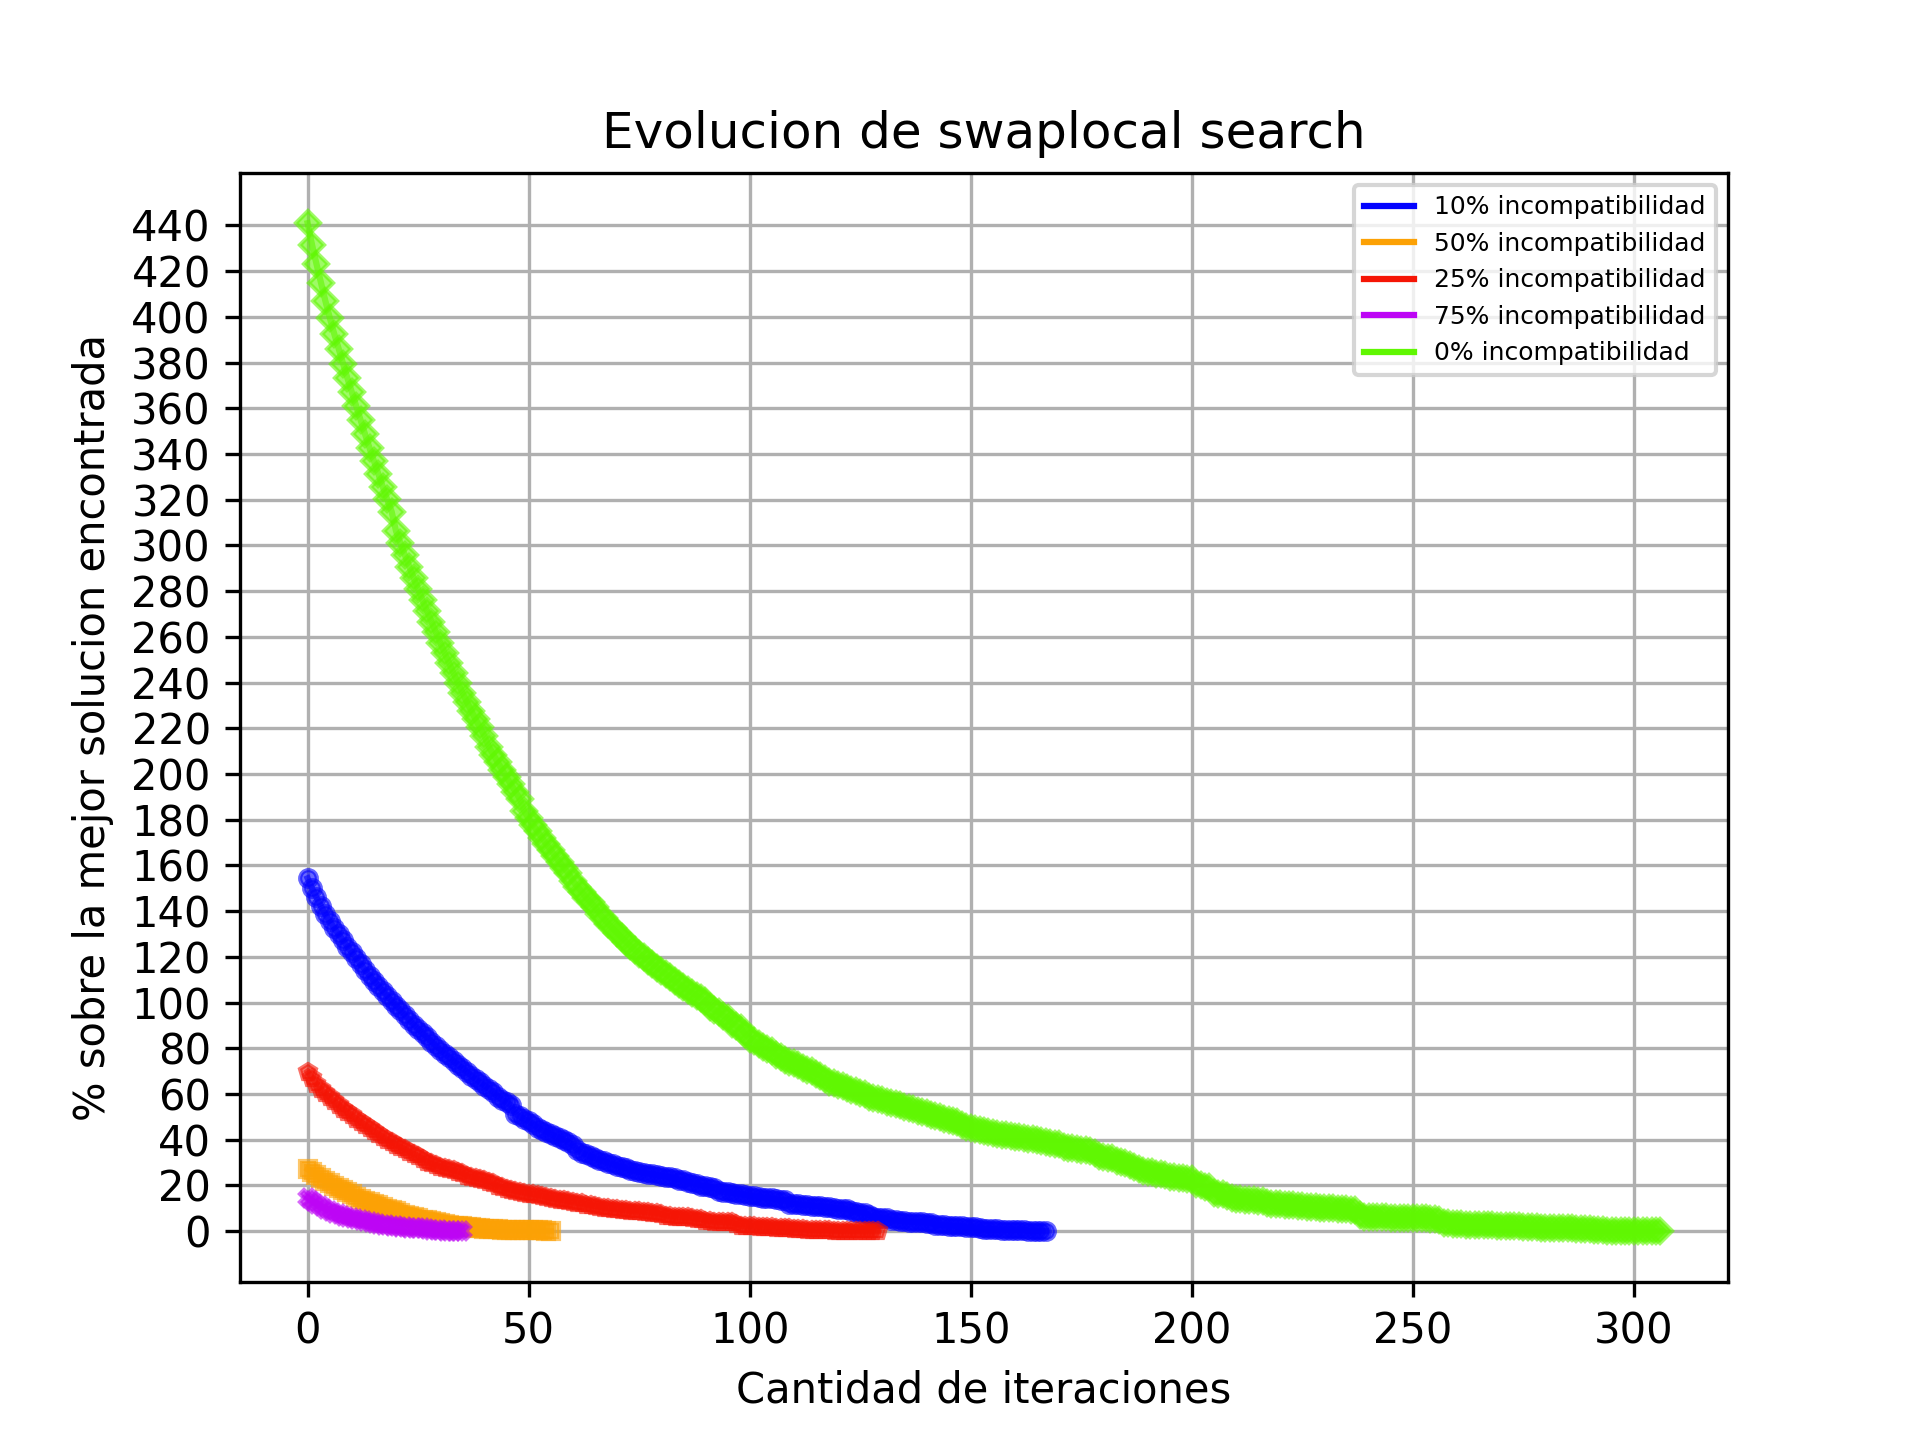 Evolucion de swaplocal search
10% incompatibilidad
50% incompatibilidad
25% incompatibilidad
75% incompatibilidad
0% incompatibilidad
% sobre la mejor solucion encontrada
440
420
400
380
360
340
320
300
280
260
240
220
200
180
160
140
120
100
80
60
40
20
0
0 50 100 150 200 250 300
Cantidad de iteraciones